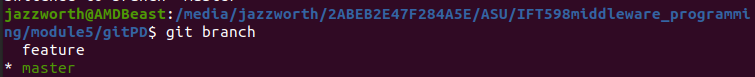 jazzworth@AMDBeast:/media/jazzworth/2ABEB2E47F284A5E/ASU/IFT598middleware_programmi
ng/module5/gitPD$ git branch
  feature
* master